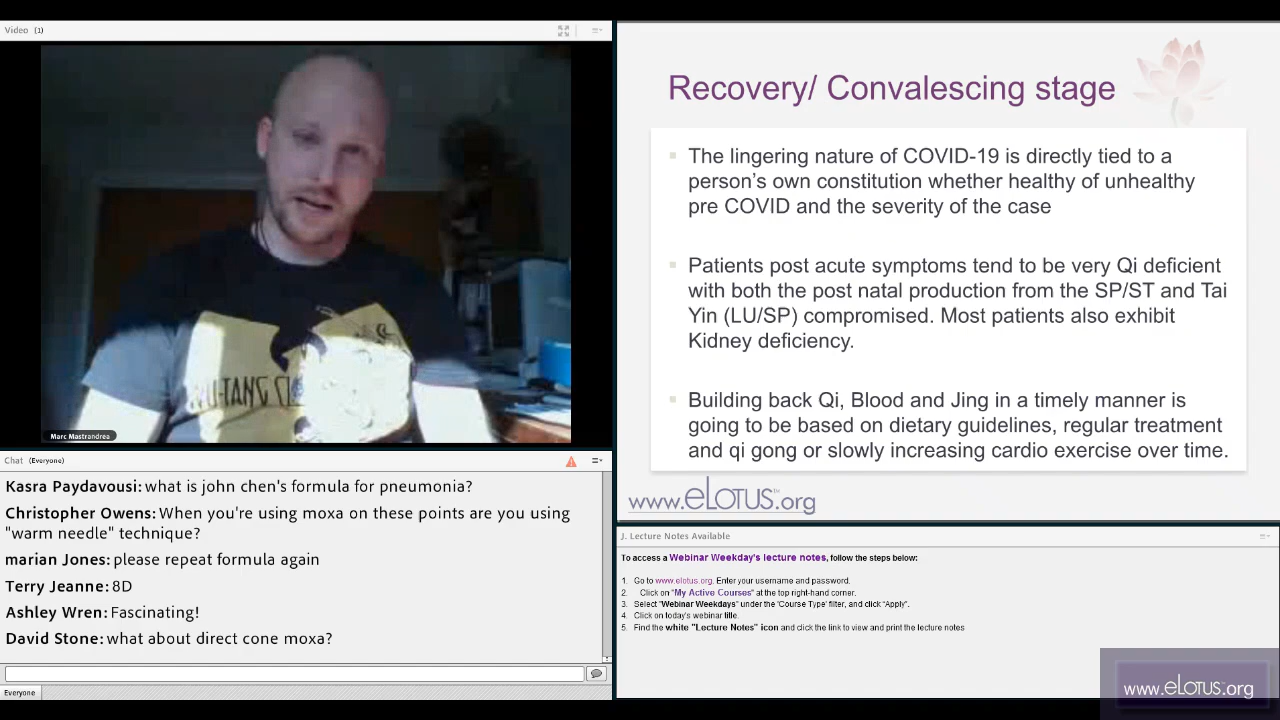 Video (1)
WU-TANG CL
Marc Mastrandrea
Chat (Everyone)
Kasra Paydavousi: what is john chen's formula for pneumonia?
Christopher Owens: When you're using moxa on these points are you using
"warm needle" technique?
marian Jones: please repeat formula again
Terry Jeanne: 8D
Ashley Wren: Fascinating!
David Stone: what about direct cone moxa?
Everyone
Recovery/ Convalescing stage
The lingering nature of COVID-19 is directly tied to a
person's own constitution whether healthy of unhealthy
pre COVID and the severity of the case
Patients post acute symptoms tend to be very Qi deficient
with both the post natal production from the SP/ST and Tai
Yin (LU/SP) compromised. Most patients also exhibit
Kidney deficiency.
Building back Qi, Blood and Jing in a timely manner is
going to be based on dietary guidelines, regular treatment
and qi gong or slowly increasing cardio exercise over time.
www.eLOTUS.org
J. Lecture Notes Available
To access a Webinar Weekday's lecture notes, follow the steps below:
1. Go to www.elotus.org. Enter your username and password.
2. Click on "My Active Courses" at the top right-hand corner.
3. Select "Webinar Weekdays" under the 'Course Type' filter, and click "Apply".
4. Click on today's webinar title.
5. Find the white "Lecture Notes" icon and click the link to view and print the lecture notes
www.eLOTUS.org